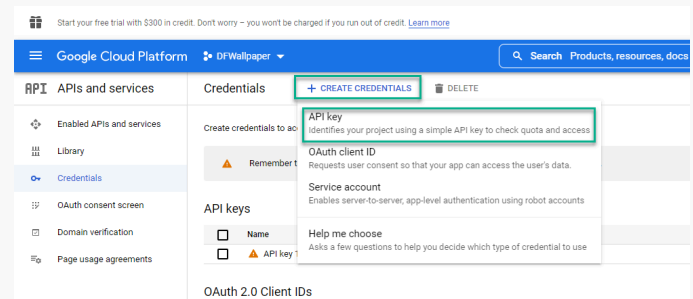 Start your free trial with $300 in credit. Don't worry – you won't be charged if you run out of credit. Learn more
Google Cloud Platform
DFWallpaper
Search Products, resources, docs
API APIs and services
Credentials
+ CREATE CREDENTIALS
DELETE
Enabled APIs and services
Library
Credentials
OAuth consent screen
Domain verification
Page usage agreements
Create credentials to ac
Remember t
API key
Identifies your project using a simple API key to check quota and access
OAuth client ID
Requests user consent so that your app can access the user's data.
Service account
Enables server-to-server, app-level authentication using robot accounts
Help me choose
Asks a few questions to help you decide which type of credential to use
API keys
Name
API key 1
OAuth 2.0 Client IDs